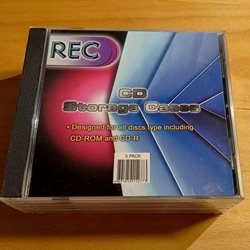 REC
CD
Storage Cases
• Designed for all discs type including,
CD-ROM and CD-R.
5 PACK